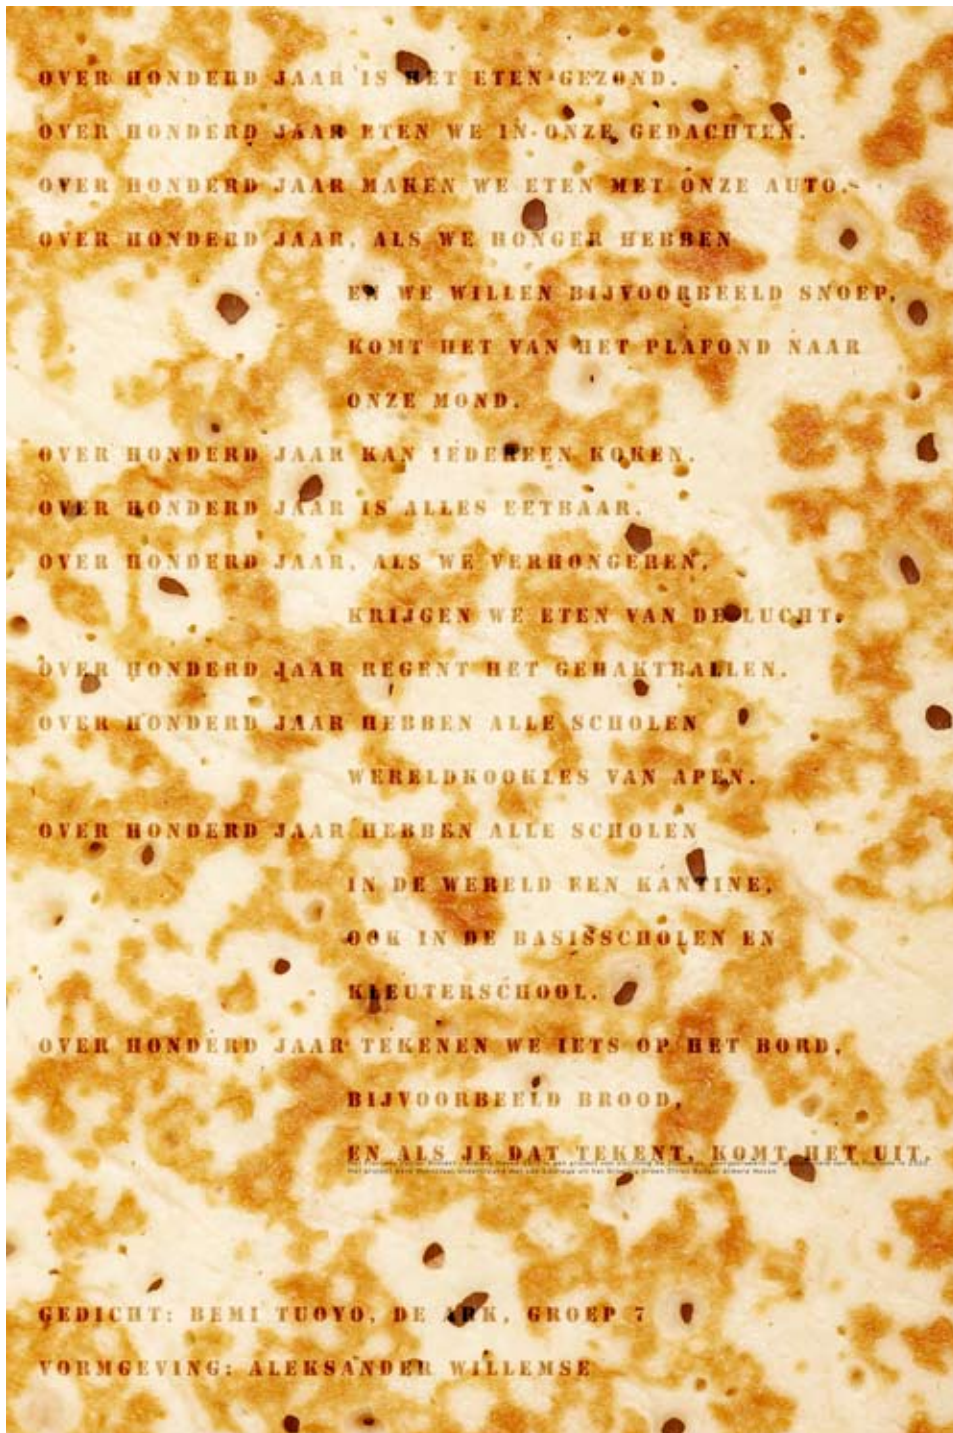 OVER HONDERD JAAR IS HET ETEN GEZOND.
OVER HONDERD JAAR ETEN WE IN ONZE GEDACHTEN.
OVER HONDERD JAAR MAKEN WE ETEN MET ONZE AUTO.
OVER HONDERD JAAR, ALS WE HONGER HEBBEN
EN WE WILLEN BIJVOORBEELD SNOEP,
KOMT HET VAN HET PLAFOND NAAR
ONZE MOND.
OVER HONDERD JAAR KAN IEDEREEN KOKEN.
OVER HONDERD JAAR IS ALLES EETBAAR.
OVER HONDERD JAAR, ALS WE VERHONGEREN,
KRIJGEN WE ETEN VAN DE LUCHT.
OVER HONDERD JAAR REGENT HET GEHAKTBALLEN.
OVER HONDERD JAAR HEBBEN ALLE SCHOLEN
WERELDKOOKLES VAN APEN.
OVER HONDERD JAAR HEBBEN ALLE SCHOLEN
IN DE WERELD EEN KANTINE,
OOK IN DE BASISSCHOLEN EN
KLEUTERSCHOOL.
OVER HONDERD JAAR TEKENEN WE IETS OP HET BORD,
BIJVOORBEELD BROOD,
EN ALS JE DAT TEKENT, KOMT HET UIT.
GEDICHT: BEMI TUOYO, DE ARK, GROEP 7
VORMGEVING: ALEKSANDER WILLEMSE